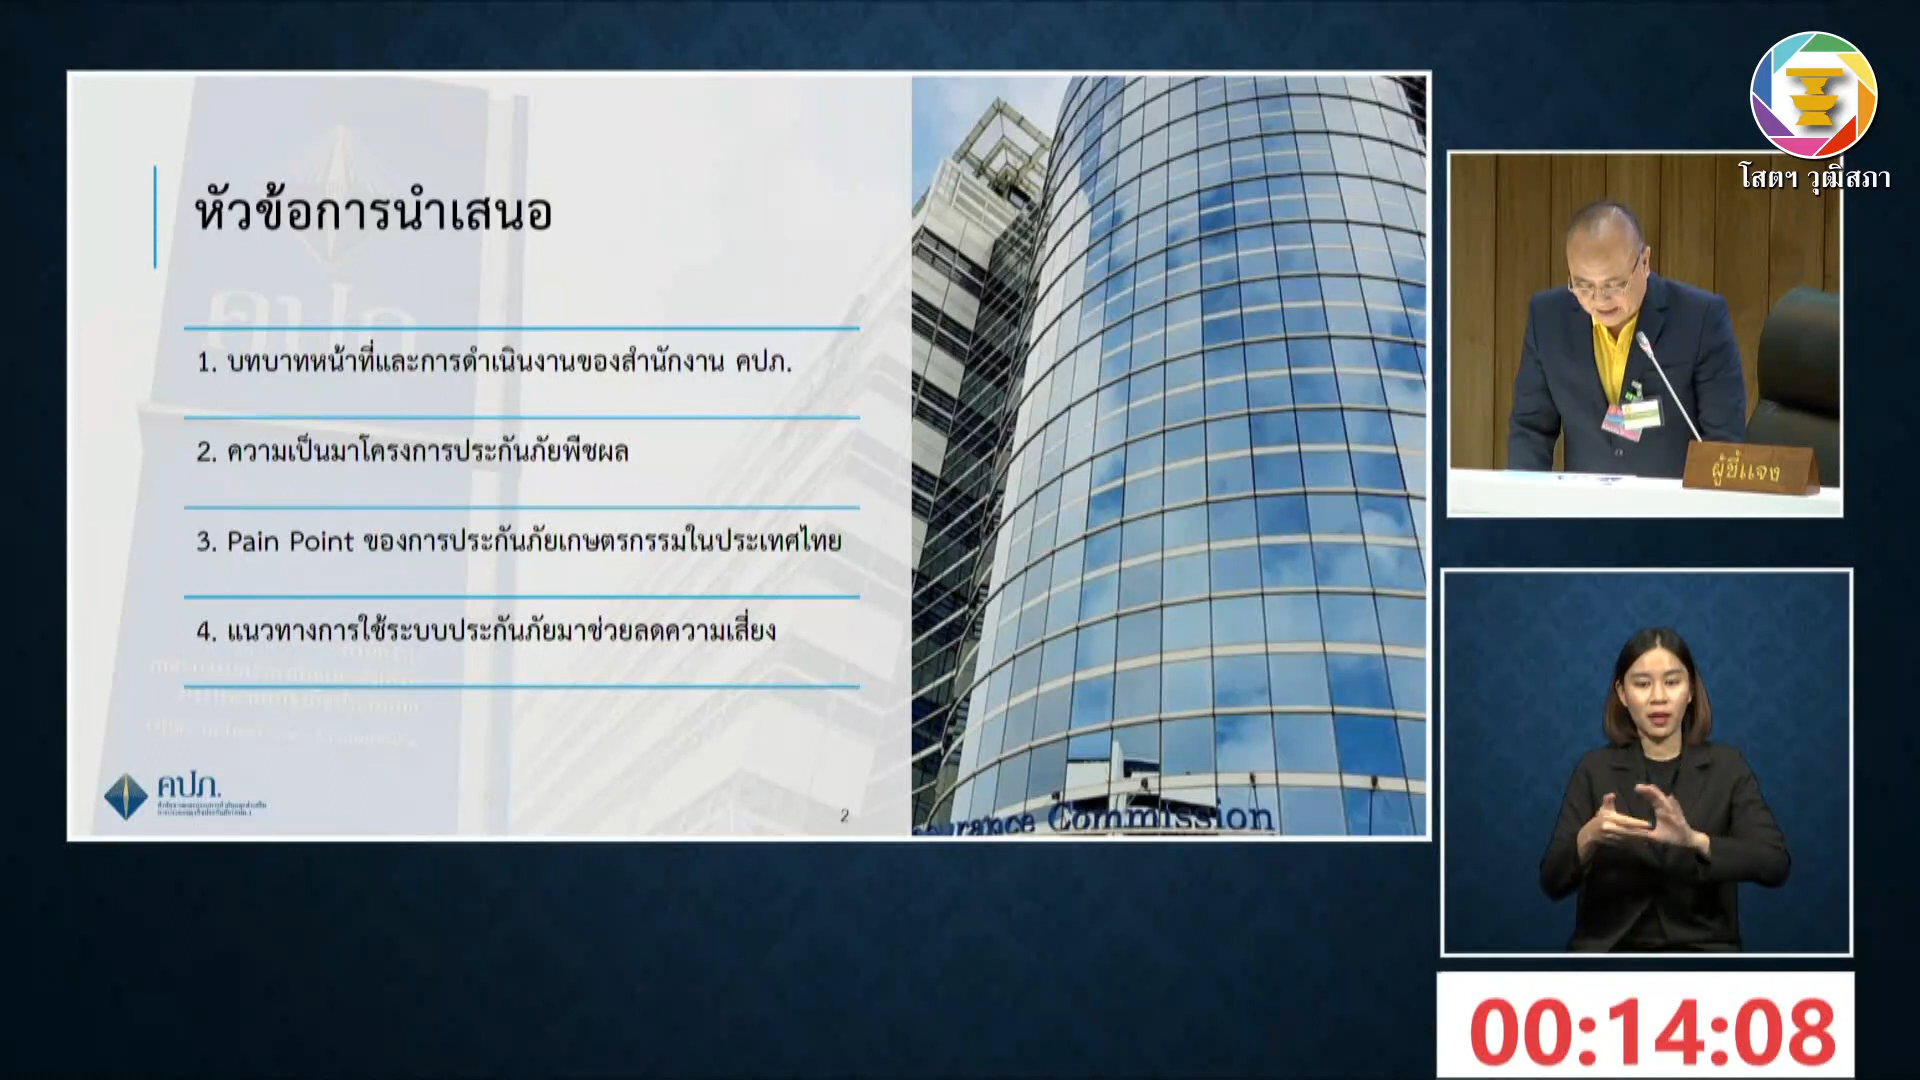 โสตฯ วุฒิสภา
หัวข้อการนำเสนอ
1. บทบาทหน้าที่และการดำเนินงานของสำนักงาน คปภ.
2. ความเป็นมาโครงการประกันภัยพืชผล
3. Pain Point ของการประกันภัยเกษตรกรรมในประเทศไทย
4. แนวทางการใช้ระบบประกันภัยมาช่วยลดความเสี่ยง
คปภ.
คปภ.
2
Commission
ผู้ชี้แจง
00:14:08